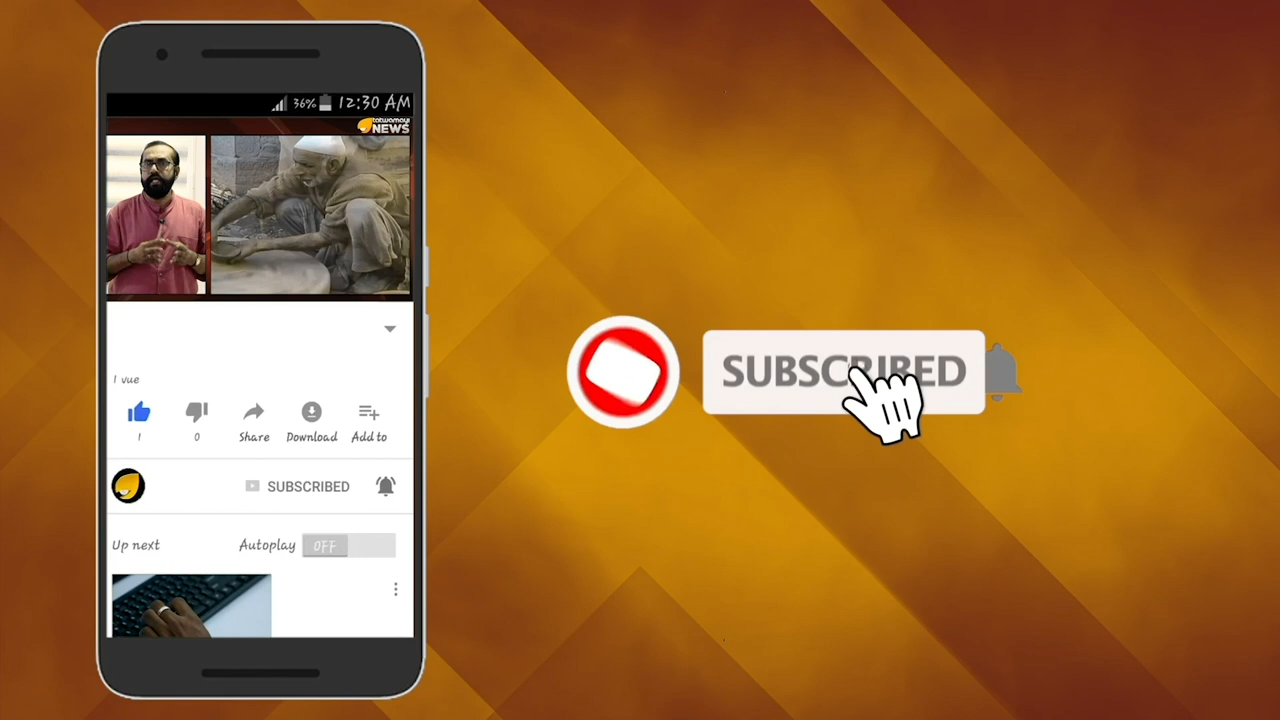 36% 12:30 AM
tatwamayi
NEWS
1 vue
1
0
Share
Download
Add to
SUBSCRIBED
Up next
Autoplay
OFF
SUBSCRIBED